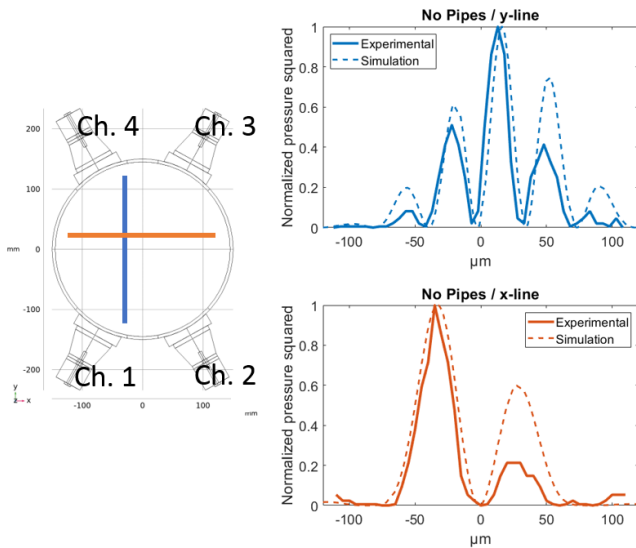 Ch. 4
Ch. 3
200
100
mm
0
-100
-200
Ch. 1
Ch. 2
y
z
x
-100
0
100
mm
No Pipes / y-line
Normalized pressure squared
1
0.8
0.6
0.4
0.2
0
Experimental
Simulation
-100
-50
0
50
100
µm
No Pipes / x-line
Normalized pressure squared
1
0.8
0.6
0.4
0.2
0
Experimental
Simulation
-100
-50
0
50
100
µm